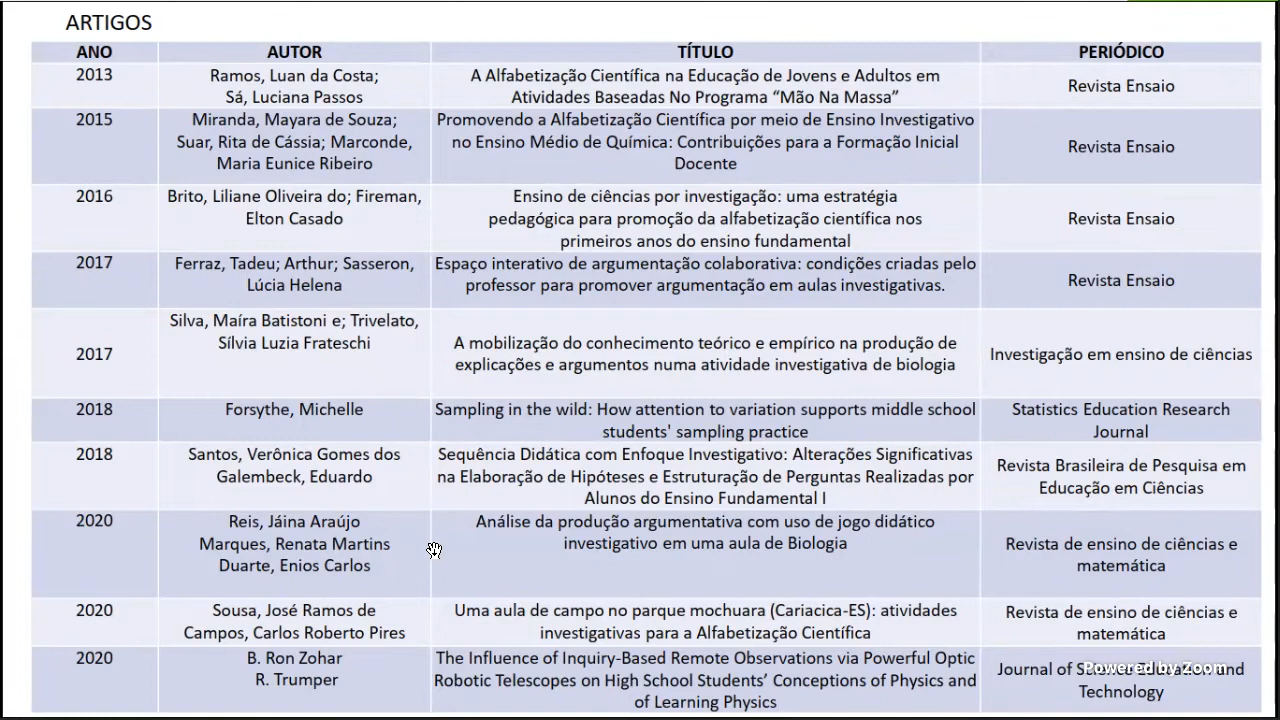 ARTIGOS
ANO AUTOR TÍTULO PERIÓDICO
2013
Ramos, Luan da Costa;
Sá, Luciana Passos
A Alfabetização Científica na Educação de Jovens e Adultos em
Atividades Baseadas No Programa “Mão Na Massa”
Revista Ensaio
2015
Miranda, Mayara de Souza;
Suar, Rita de Cássia; Marconde,
Maria Eunice Ribeiro
Promovendo a Alfabetização Científica por meio de Ensino Investigativo
no Ensino Médio de Química: Contribuições para a Formação Inicial
Docente
Revista Ensaio
2016
Brito, Liliane Oliveira do; Fireman,
Elton Casado
Ensino de ciências por investigação: uma estratégia
pedagógica para promoção da alfabetização científica nos
primeiros anos do ensino fundamental
Revista Ensaio
2017
Ferraz, Tadeu; Arthur; Sasseron,
Lúcia Helena
Espaço interativo de argumentação colaborativa: condições criadas pelo
professor para promover argumentação em aulas investigativas.
Revista Ensaio
2017
Silva, Maíra Batistoni e; Trivelato,
Sílvia Luzia Frateschi
A mobilização do conhecimento teórico e empírico na produção de
explicações e argumentos numa atividade investigativa de biologia
Investigação em ensino de ciências
2018
Forsythe, Michelle
Sampling in the wild: How attention to variation supports middle school
students' sampling practice
Statistics Education Research
Journal
2018
Santos, Verônica Gomes dos
Galembeck, Eduardo
Sequência Didática com Enfoque Investigativo: Alterações Significativas
na Elaboração de Hipóteses e Estruturação de Perguntas Realizadas por
Alunos do Ensino Fundamental I
Revista Brasileira de Pesquisa em
Educação em Ciências
2020
Reis, Jáina Araújo
Marques, Renata Martins
Duarte, Enios Carlos
Análise da produção argumentativa com uso de jogo didático
investigativo em uma aula de Biologia
Revista de ensino de ciências e
matemática
2020
Sousa, José Ramos de
Campos, Carlos Roberto Pires
Uma aula de campo no parque mochuara (Cariacica-ES): atividades
investigativas para a Alfabetização Científica
Revista de ensino de ciências e
matemática
2020
B. Ron Zohar
R. Trumper
The Influence of Inquiry-Based Remote Observations via Powerful Optic
Robotic Telescopes on High School Students’ Conceptions of Physics and
of Learning Physics
Journal of Science Education and
Technology
Powered by Zoom